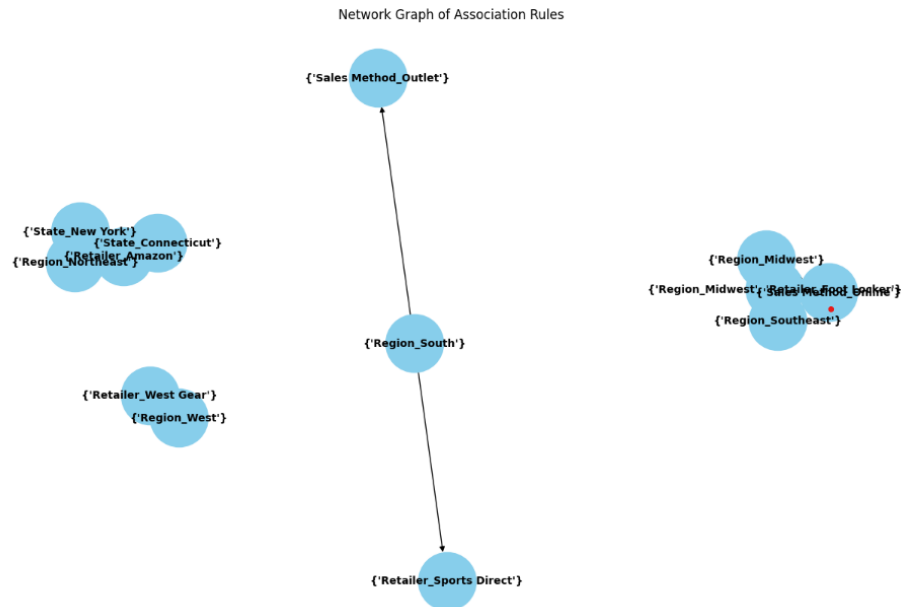 Network Graph of Association Rules
{'Sales Method_Outlet'}
{'State_New York'}
{'State_Connecticut'}
{'Retailer_Amazon'}
{'Region_Northeast'}
{'Region_Midwest'}
{'Region_Midwest', 'Retailer_Foot Locker'}
{'Sales Method_Online'}
{'Region_Southeast'}
{'Region_South'}
{'Retailer_West Gear'}
{'Region_West'}
{'Retailer_Sports Direct'}